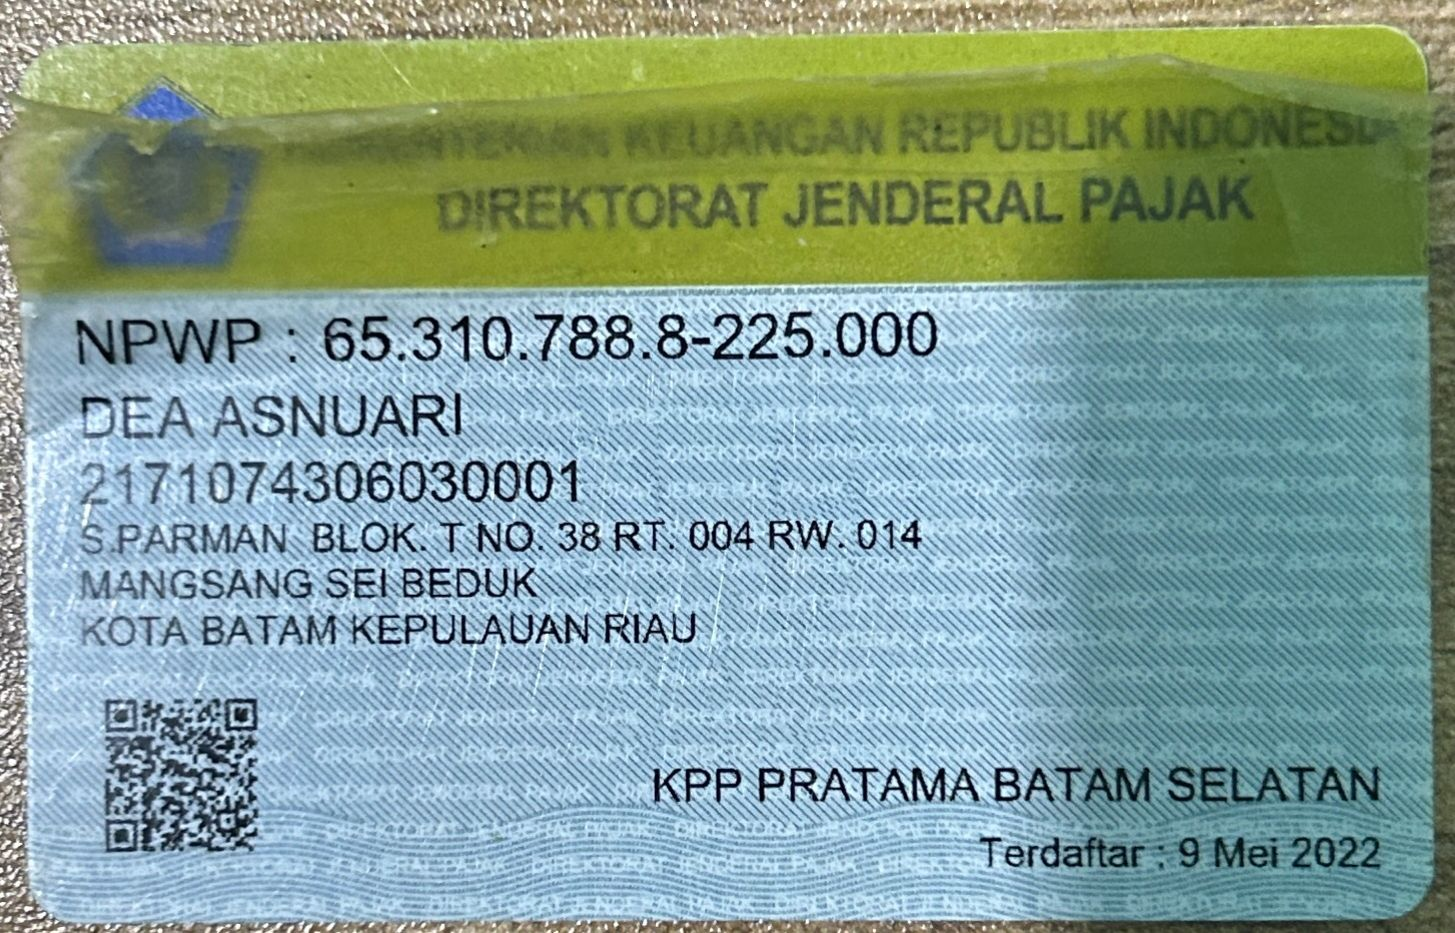 KEMENTERIAN KEUANGAN REPUBLIK INDONESIA
DIREKTORAT JENDERAL PAJAK
NPWP : 65.310.788.8-225.000
DEA ASNUARI
2171074306030001
S.PARMAN BLOK. T NO. 38 RT. 004 RW. 014
MANGSANG SEI BEDUK
KOTA BATAM KEPULAUAN RIAU
KPP PRATAMA BATAM SELATAN
Terdaftar : 9 Mei 2022